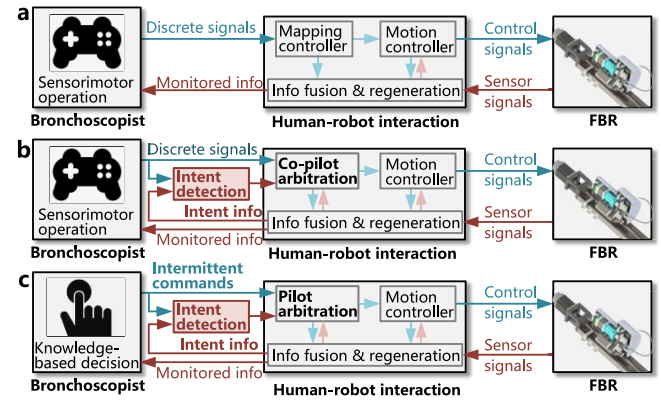 a
Discrete signals
Mapping
controller
Motion
controller
Control
signals
Sensorimotor
operation
Monitored info
Info fusion & regeneration
Sensor
signals
Bronchoscopist
Human-robot interaction
FBR
b
Discrete signals
Intent
detection
Co-pilot
arbitration
Motion
controller
Control
signals
Sensorimotor
operation
Intent info
Monitored info
Info fusion & regeneration
Sensor
signals
Bronchoscopist
Human-robot interaction
FBR
c
Intermittent
commands
Intent
detection
Pilot
arbitration
Motion
controller
Control
signals
Knowledge-
based decision
Intent info
Monitored info
Info fusion & regeneration
Sensor
signals
Bronchoscopist
Human-robot interaction
FBR